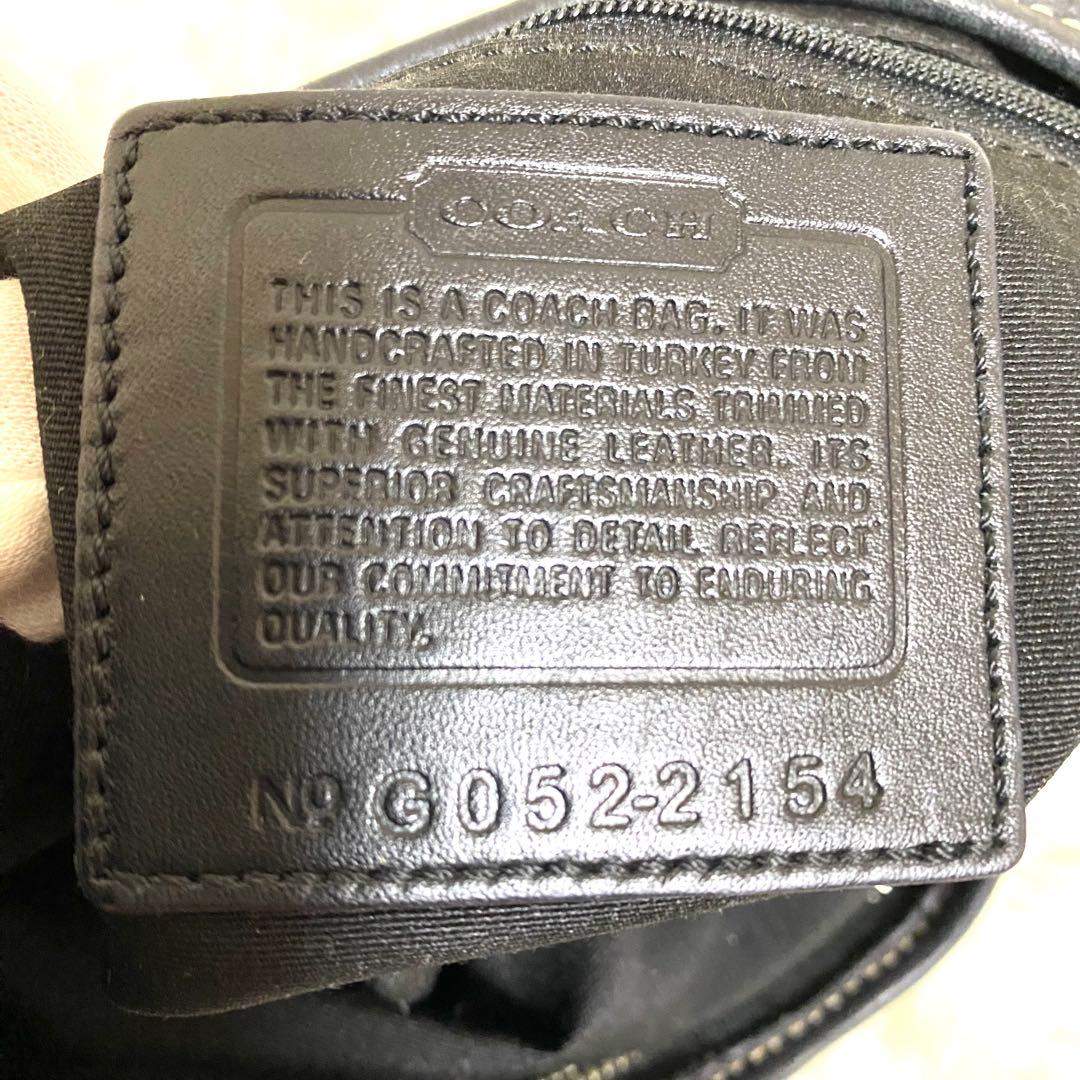 COACH
THIS IS A COACH BAG. IT WAS
HANDCRAFTED IN TURKEY FROM
THE FINEST MATERIALS TRIMMED
WITH GENUINE LEATHER. ITS
SUPERIOR CRAFTSMANSHIP AND
ATTENTION TO DETAIL REFLECT
OUR COMMITMENT TO ENDURING
QUALITY.
Nº G052-2154